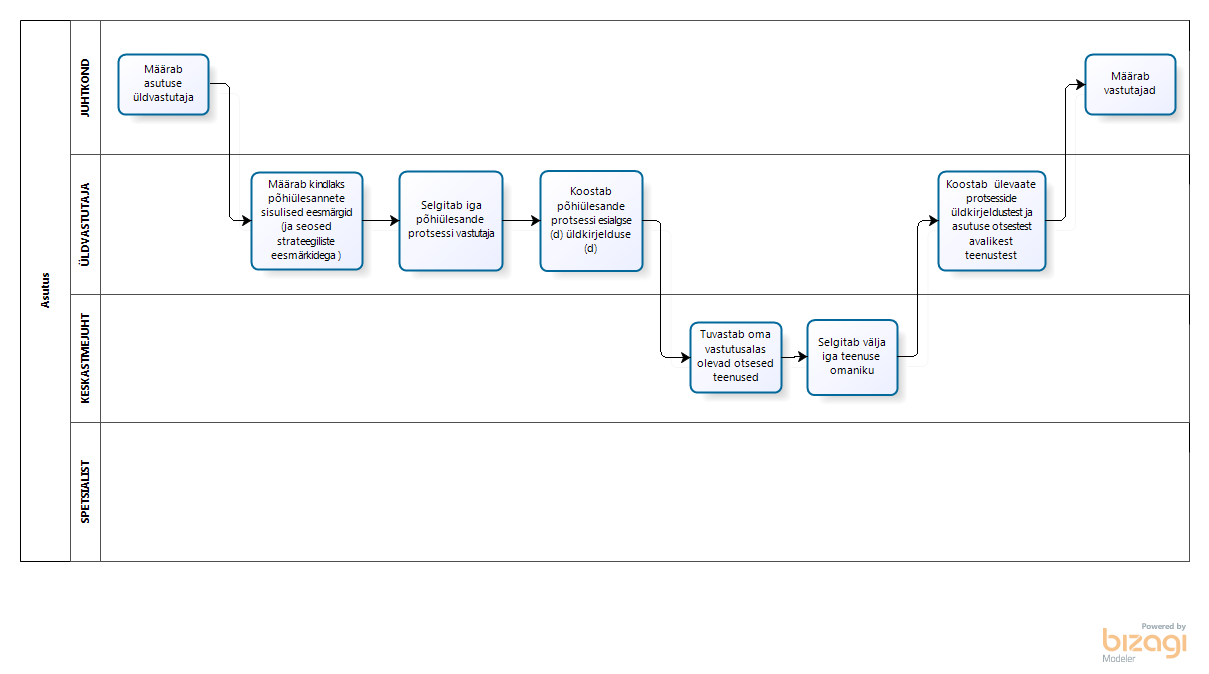 Asutus
JUHTKOND
Määrab
asutuse
üldvastutaja
Määrab
vastutajad
ÜLDVASTUTAJA
Määrab kindlaks
põhiülesannete
sisulised eesmärgid
(ja seosed
strateegiliste
eesmärkidega )
Selgitab iga
põhiülesande
protsessi vastutaja
Koostab
põhiülesande
protsessi esialgse
(d) üldkirjelduse
(d)
Koostab ülevaate
protsesside
üldkirjeldustest ja
asutuse otsestest
avalikest
teenustest
KESKASTMEJUHT
Tuvastab oma
vastutusalas
olevad otsesed
teenused
Selgitab välja
iga teenuse
omaniku
SPETSIALIST
Powered by
bizagi
Modeler